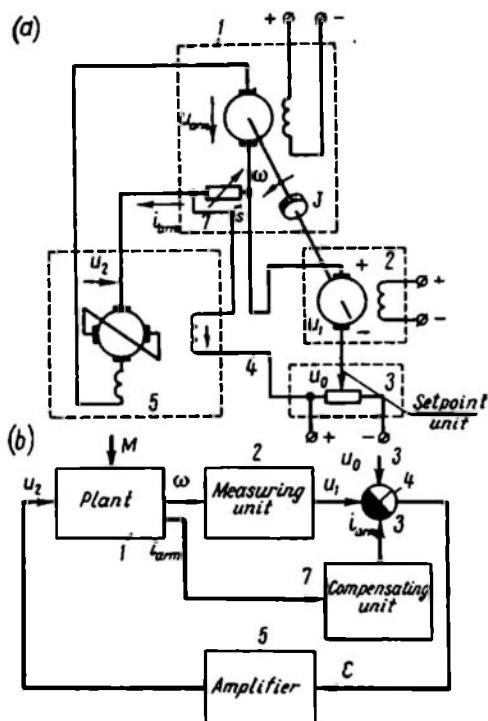 (a)
1
+ -
u_arm
ω
J
7
s
i_arm
u_2
2
+
+
-
u_1
-
4
u_0
3
5
+
-
Setpoint
unit
(b)
M
2
u_0
3
u_2
Plant
ω
Measuring
unit
u_1
4
1
i_arm
i_arm
3
7
Compensating
unit
5
Amplifier
ε